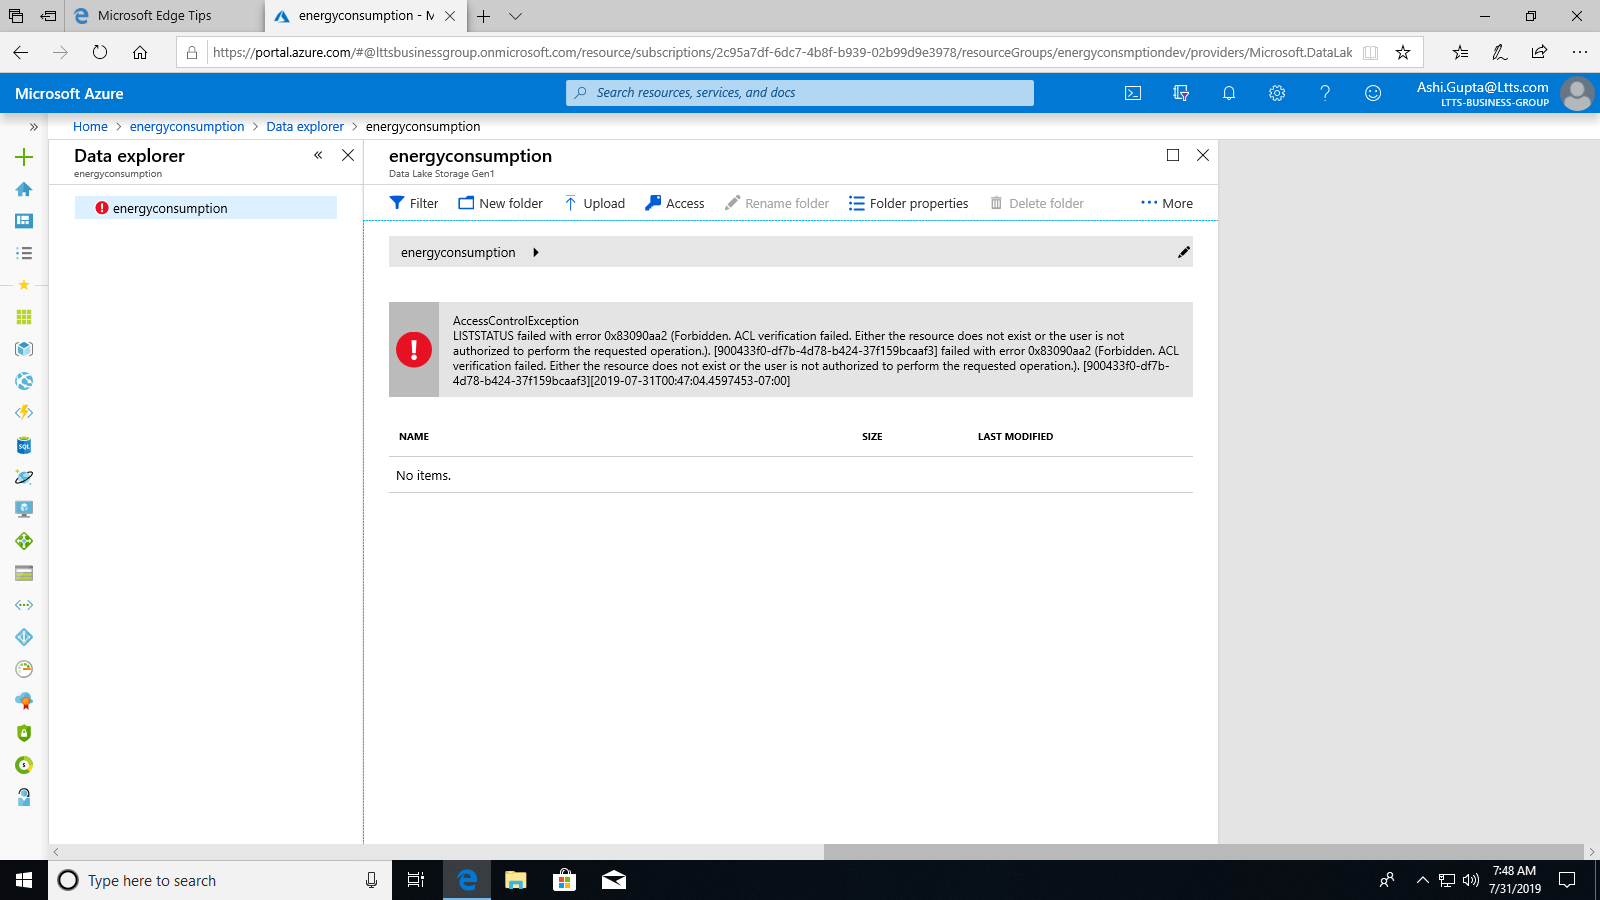 Microsoft Edge Tips
energyconsumption - M
https://portal.azure.com/#@lttsbusinessgroup.onmicrosoft.com/resource/subscriptions/2c95a7df-6dc7-4b8f-b939-02b99d9e3978/resourceGroups/energyconsmptiondev/providers/Microsoft.DataLak
Microsoft Azure
Search resources, services, and docs
Ashi.Gupta@Ltts.com
LTTS-BUSINESS-GROUP
Home > energyconsumption > Data explorer > energyconsumption
Data explorer
energyconsumption
energyconsumption
energyconsumption
Data Lake Storage Gen1
Filter
New folder
Upload
Access
Rename folder
Folder properties
Delete folder
More
energyconsumption
AccessControlException
LISTSTATUS failed with error 0x83090aa2 (Forbidden. ACL verification failed. Either the resource does not exist or the user is not
authorized to perform the requested operation.). [900433f0-df7b-4d78-b424-37f159bcaaf3] failed with error 0x83090aa2 (Forbidden. ACL
verification failed. Either the resource does not exist or the user is not authorized to perform the requested operation.). [900433f0-df7b-
4d78-b424-37f159bcaaf3][2019-07-31T00:47:04.4597453-07:00]
NAME SIZE LAST MODIFIED
No items.
SQL
Type here to search
7:48 AM
7/31/2019